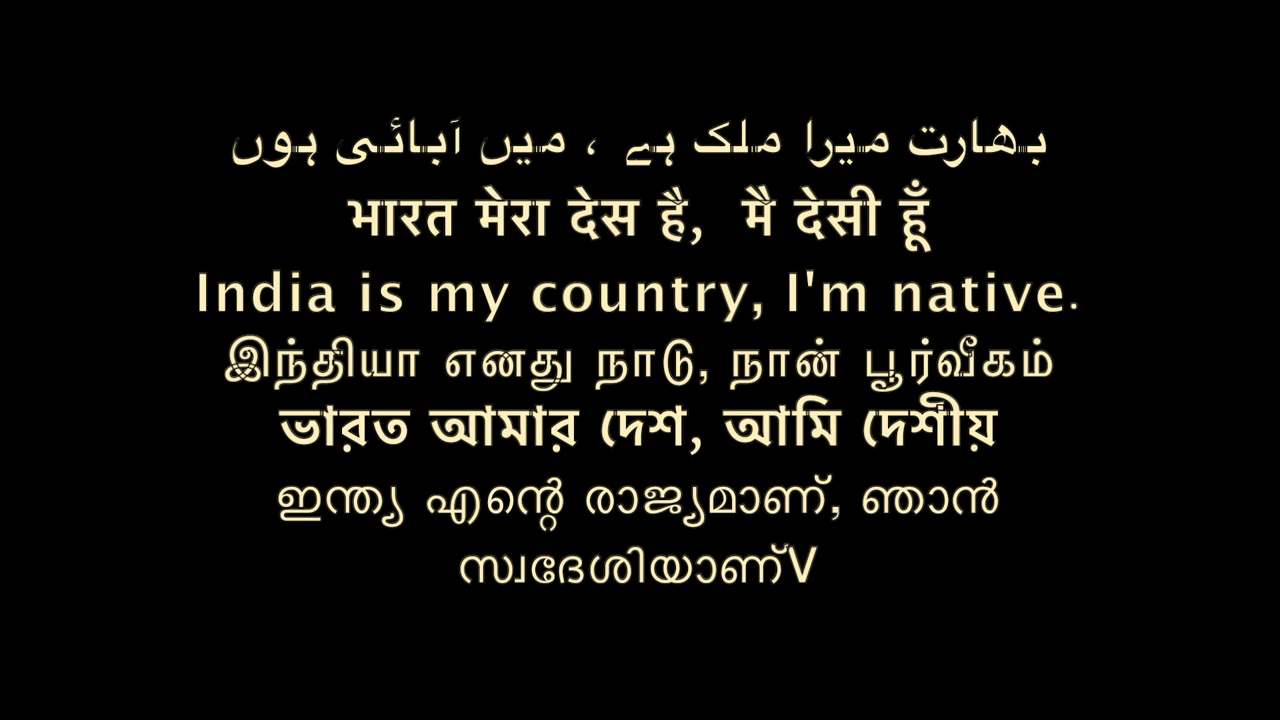 بھارت میرا ملک ہے ، میں آبائی ہوں
भारत मेरा देस है, मै देसी हूँ
India is my country, I'm native.
இந்தியா எனது நாடு, நான் பூர்வீகம்
ভারত আমার দেশ, আমি দেশীয়
ഇന്ത്യ എന്റെ രാജ്യമാണ്, ഞാൻ
സ്വദേശിയാണ്V